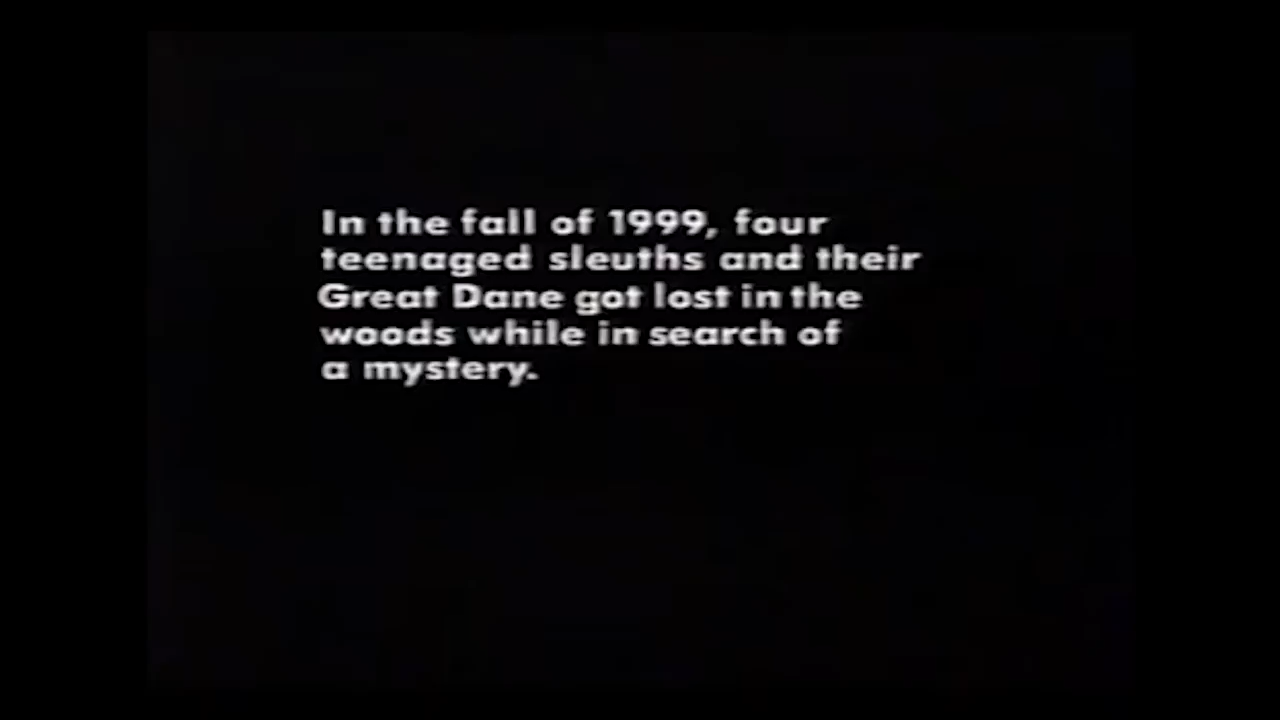 In the fall of 1999, four
teenaged sleuths and their
Great Dane got lost in the
woods while in search of
a mystery.